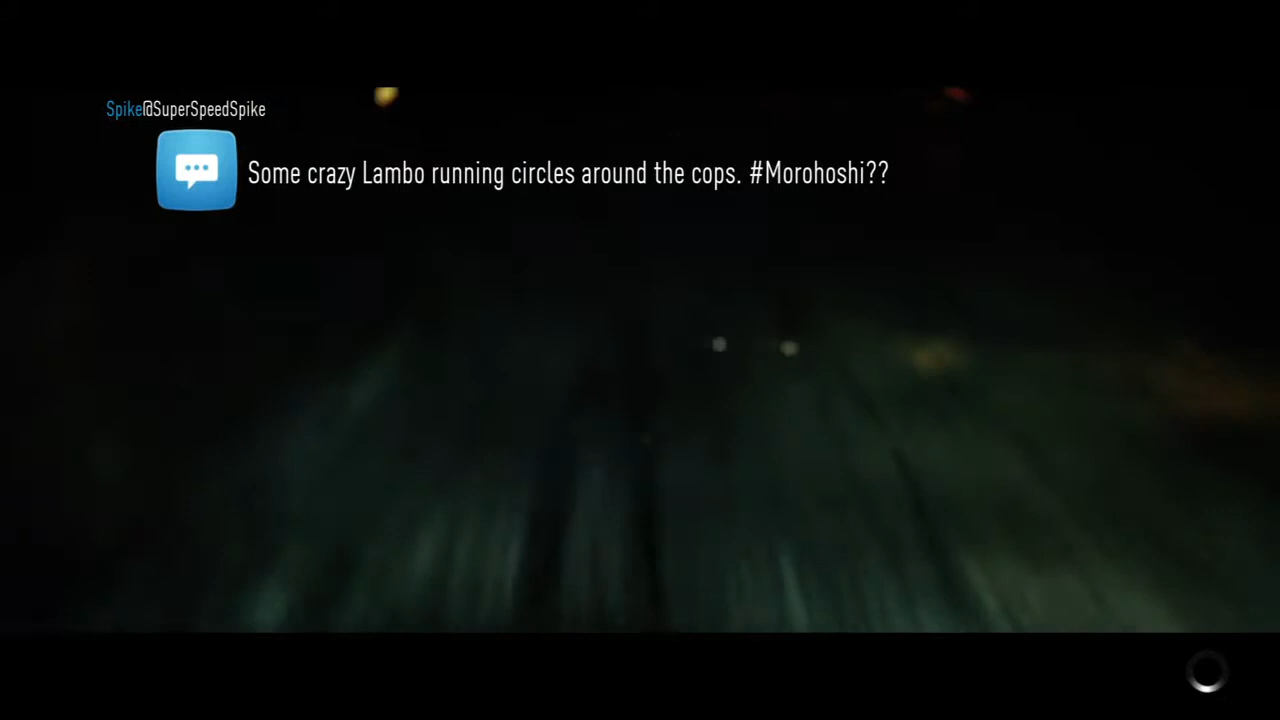 Spike@SuperSpeedSpike
Some crazy Lambo running circles around the cops. #Morohoshi??